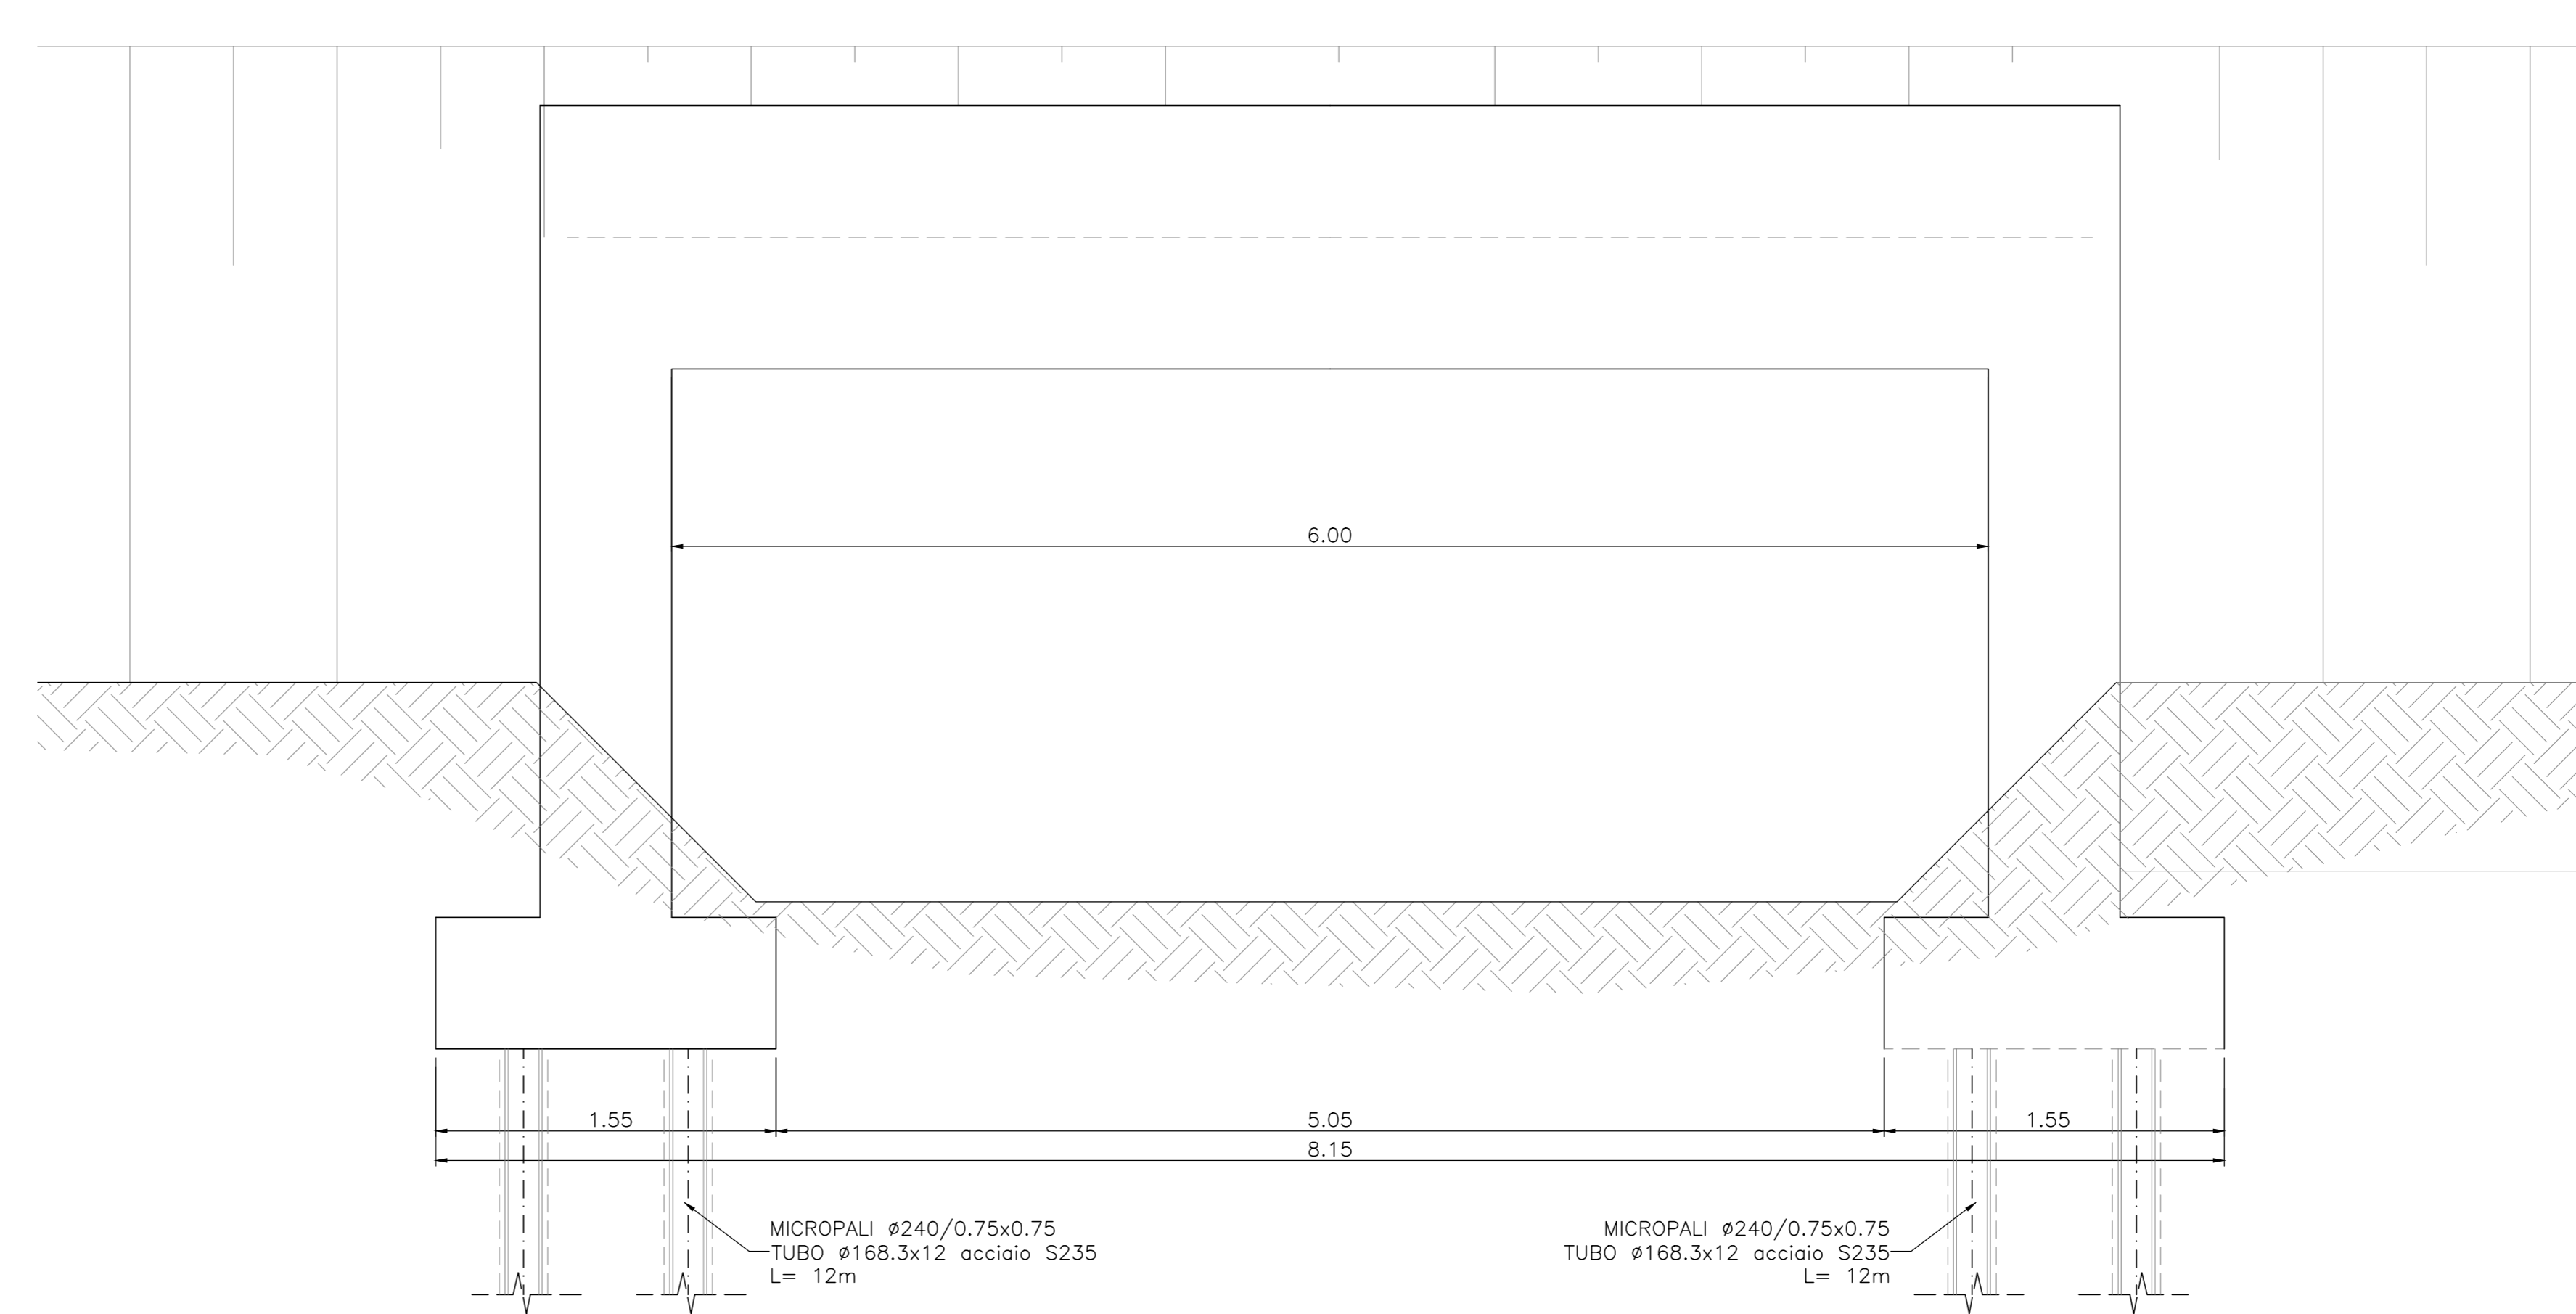 6.00
1.55
5.05
1.55
8.15
MICROPALI ø240/0.75x0.75
TUBO ø168.3x12 acciaio S235
L= 12m
MICROPALI ø240/0.75x0.75
TUBO ø168.3x12 acciaio S235
L= 12m